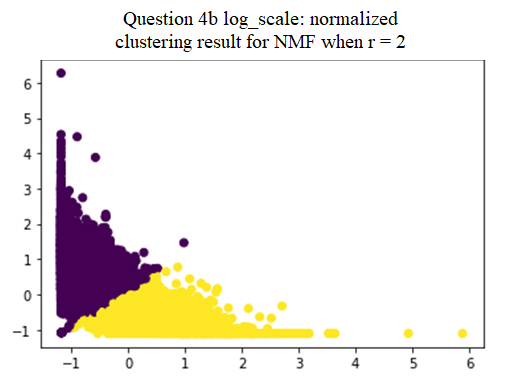 Question 4b log_scale: normalized
clustering result for NMF when r = 2
6
5
4
3
2
1
0
−1
−1 0 1 2 3 4 5 6